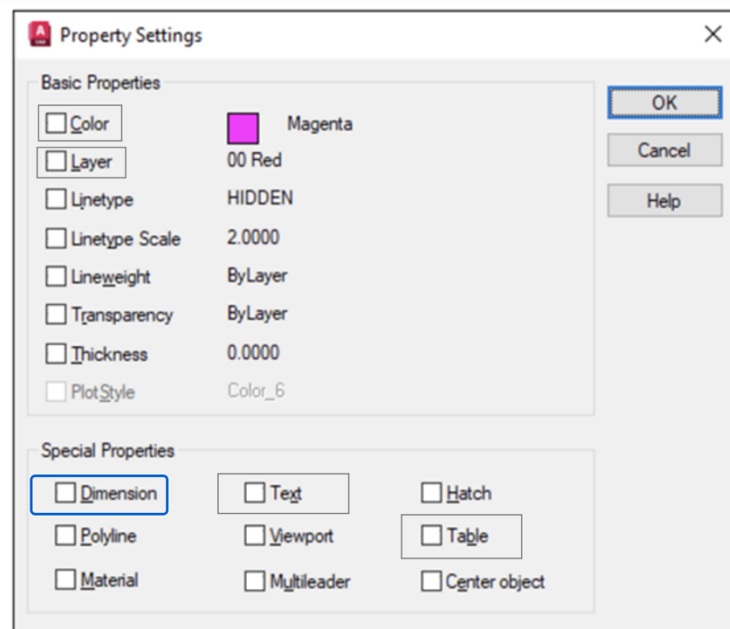 Property Settings
Basic Properties
Color Magenta
Layer 00 Red
Linetype HIDDEN
Linetype Scale 2.0000
Lineweight ByLayer
Transparency ByLayer
Thickness 0.0000
PlotStyle Color_6
OK
Cancel
Help
Special Properties
Dimension Text Hatch
Polyline Viewport Table
Material Multileader Center object